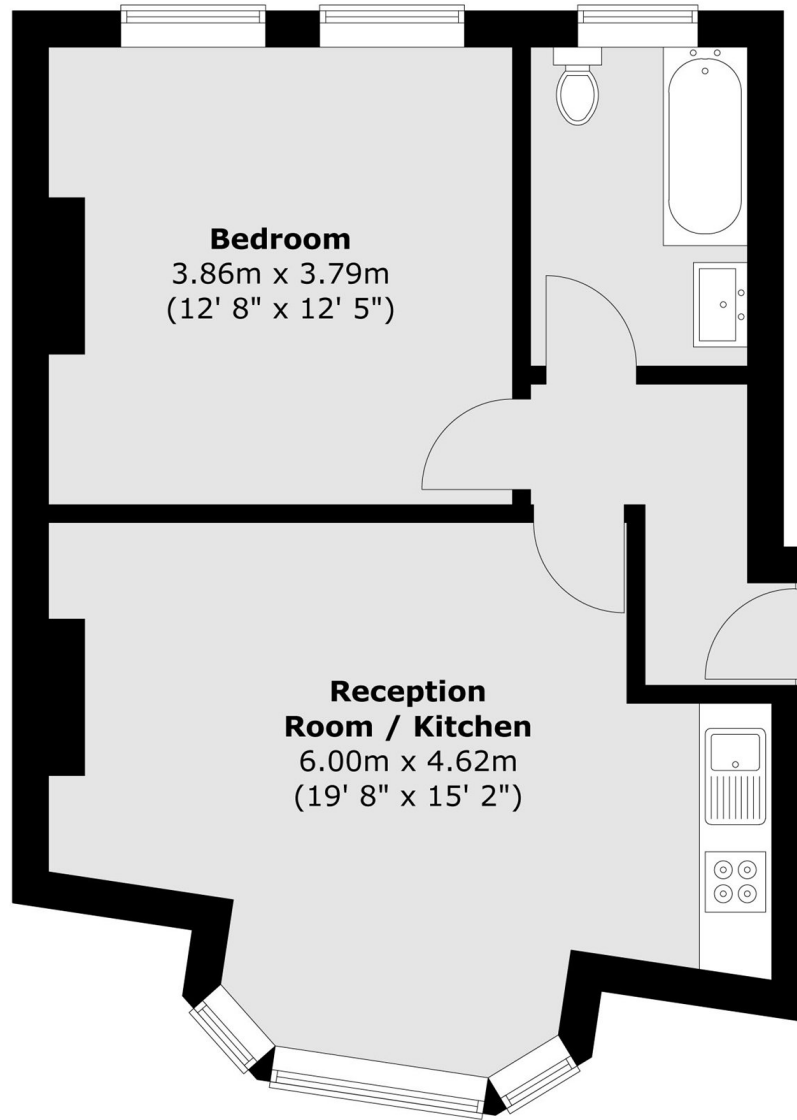 Bedroom
3.86m x 3.79m
(12' 8" x 12' 5")
Reception
Room / Kitchen
6.00m x 4.62m
(19' 8" x 15' 2")